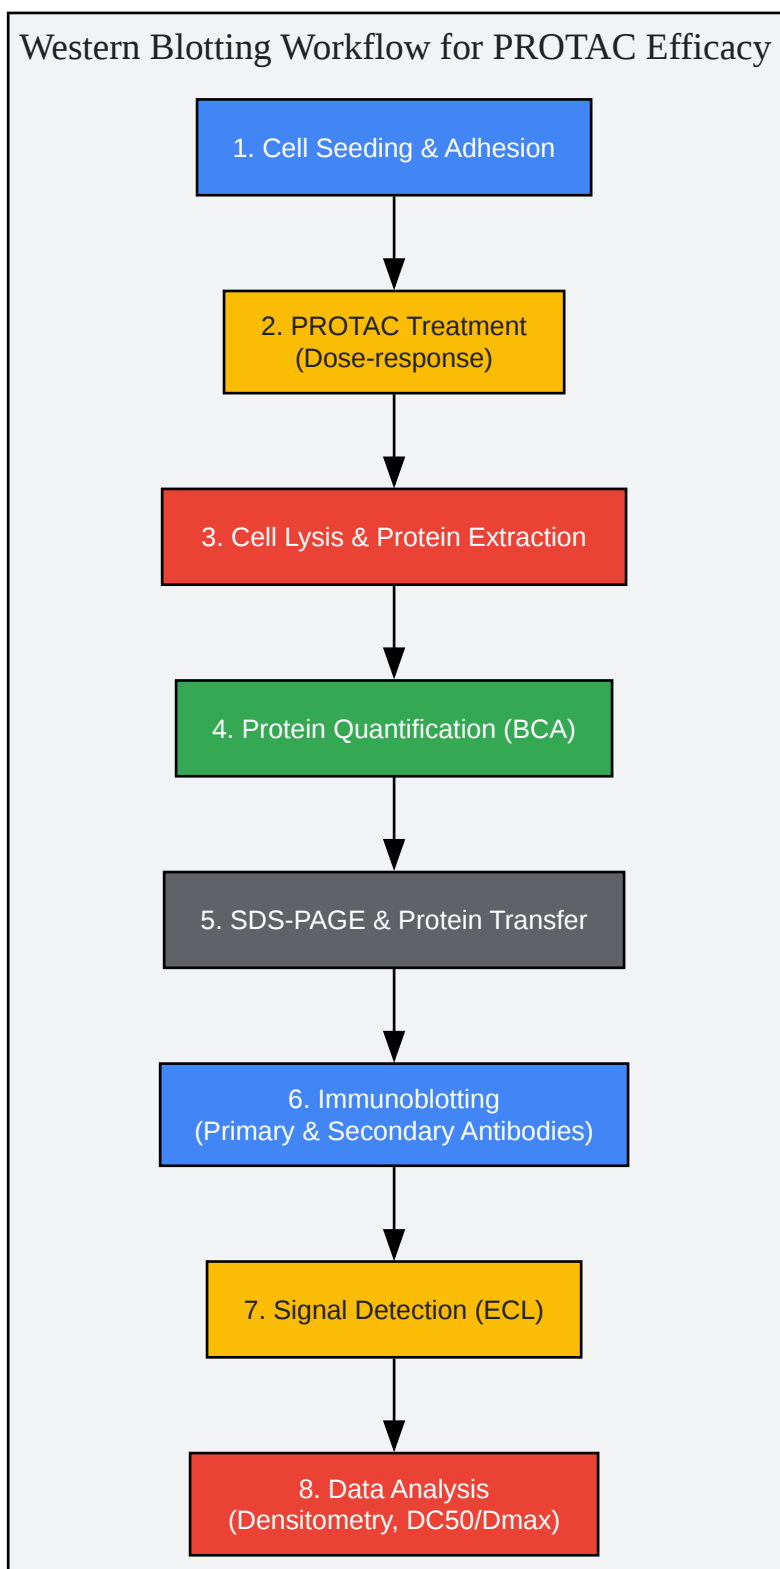 Western Blotting Workflow for PROTAC Efficacy
1. Cell Seeding & Adhesion
2. PROTAC Treatment
(Dose-response)
3. Cell Lysis & Protein Extraction
4. Protein Quantification (BCA)
5. SDS-PAGE & Protein Transfer
6. Immunoblotting
(Primary & Secondary Antibodies)
7. Signal Detection (ECL)
8. Data Analysis
(Densitometry, DC50/Dmax)